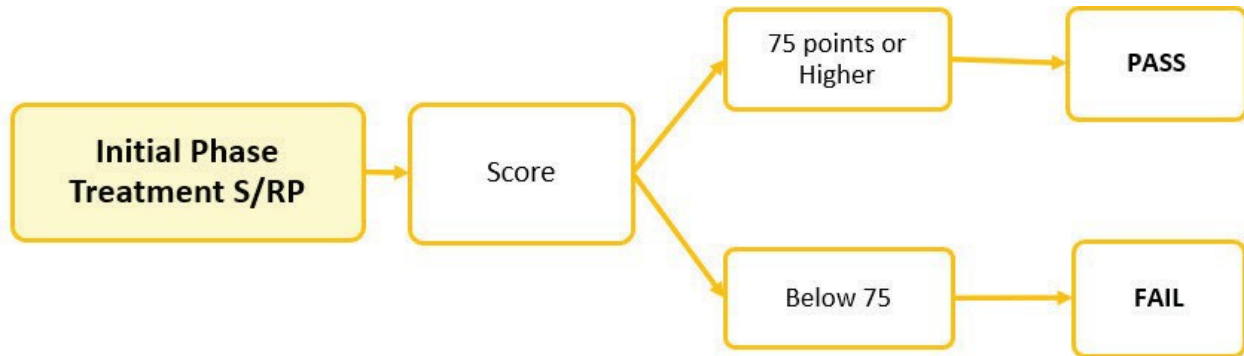 Initial Phase
Treatment S/RP
Score
75 points or
Higher
PASS
Below 75
FAIL